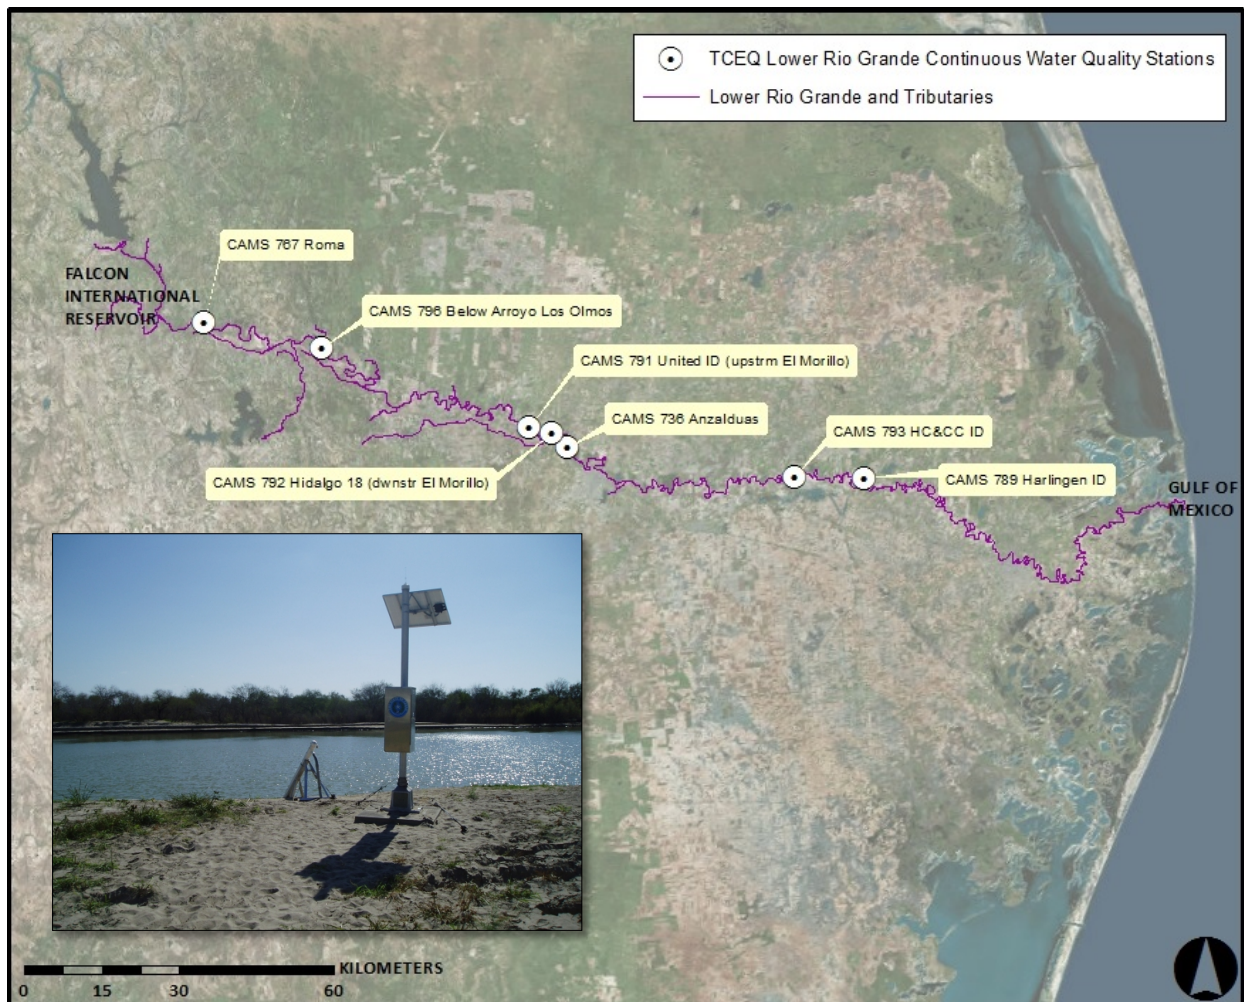 TCEQ Lower Rio Grande Continuous Water Quality Stations
Lower Rio Grande and Tributaries
CAMS 767 Roma
FALCON
INTERNATIONAL
RESERVOIR
CAMS 796 Below Arroyo Los Olmos
CAMS 791 United ID (upstrm El Morillo)
CAMS 736 Anzalduas
CAMS 793 HC&CC ID
CAMS 792 Hidalgo 18 (dwnstr El Morillo)
CAMS 789 Harlingen ID
GULF OF
MEXICO
KILOMETERS
0 15 30 60